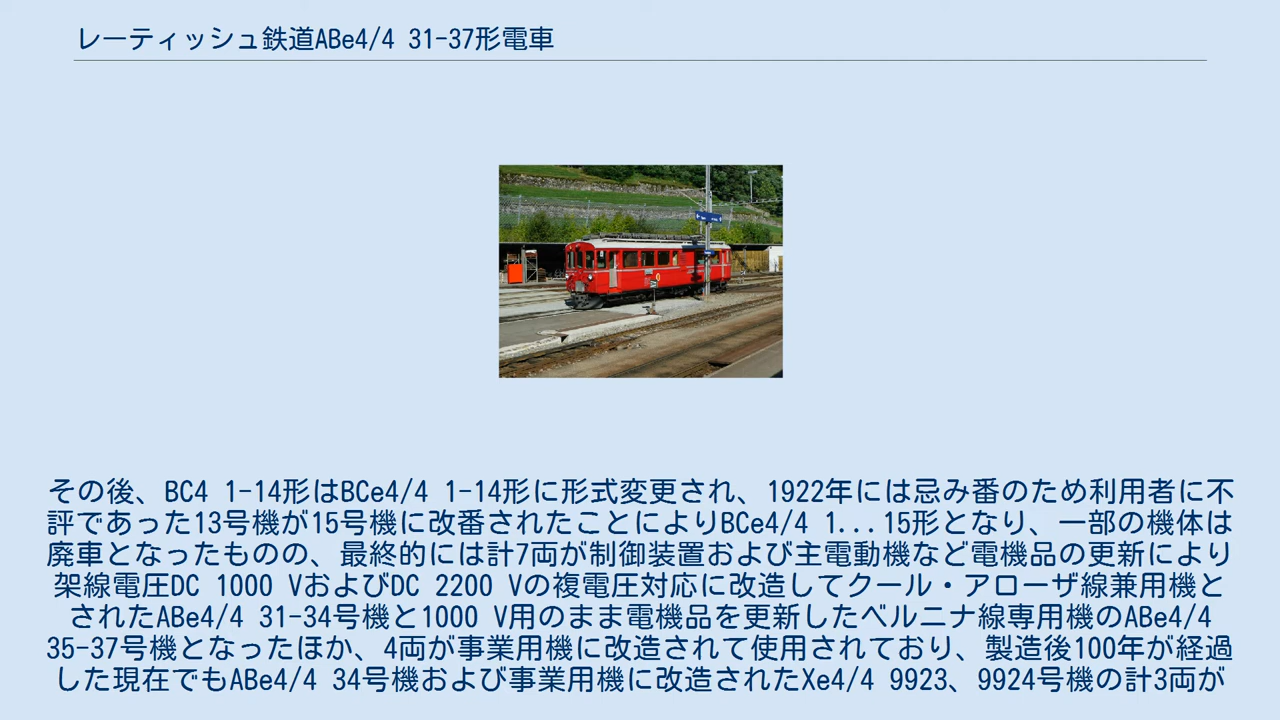 レーティッシュ鉄道ABe4/4 31-37形電車
その後、BC4 1-14形はBCe4/4 1-14形に形式変更され、1922年には忌み番のため利用者に不
評であった13号機が15号機に改番されたことによりBCe4/4 1...15形となり、一部の機体は
廃車となったものの、最終的には計7両が制御装置および主電動機など電機品の更新により
架線電圧DC 1000 VおよびDC 2200 Vの複電圧対応に改造してクール・アローザ線兼用機と
されたABe4/4 31-34号機と1000 V用のまま電機品を更新したベルニナ線専用機のABe4/4
35-37号機となったほか、4両が事業用機に改造されて使用されており、製造後100年が経過
した現在でもABe4/4 34号機および事業用機に改造されたXe4/4 9923、9924号機の計3両が